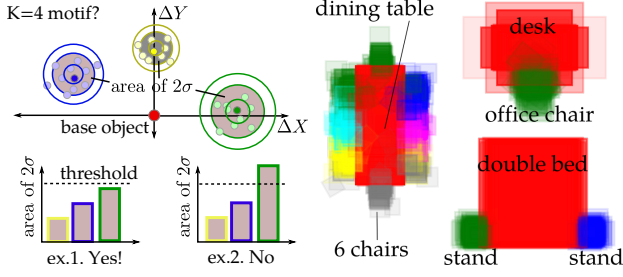 K=4 motif?
ΔY
area of 2σ
base object
ΔX
area of 2σ
threshold
ex.1. Yes!
area of 2σ
ex.2. No
dining table
6 chairs
desk
office chair
double bed
stand
stand